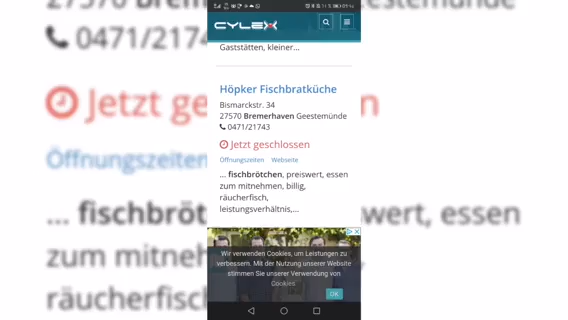 CYLEX
Gaststätten, kleiner...
Höpker Fischbratküche
Bismarckstr. 34
27570 Bremerhaven Geestemünde
0471/21743
Jetzt geschlossen
Öffnungszeiten Webseite
... fischbrötchen, preiswert, essen
zum mitnehmen, billig,
räucherfisch,
leistungsverhältnis,...
Wir verwenden Cookies, um Leistungen zu
verbessern. Mit der Nutzung unserer Website
stimmen Sie unserer Verwendung von
Cookies
OK